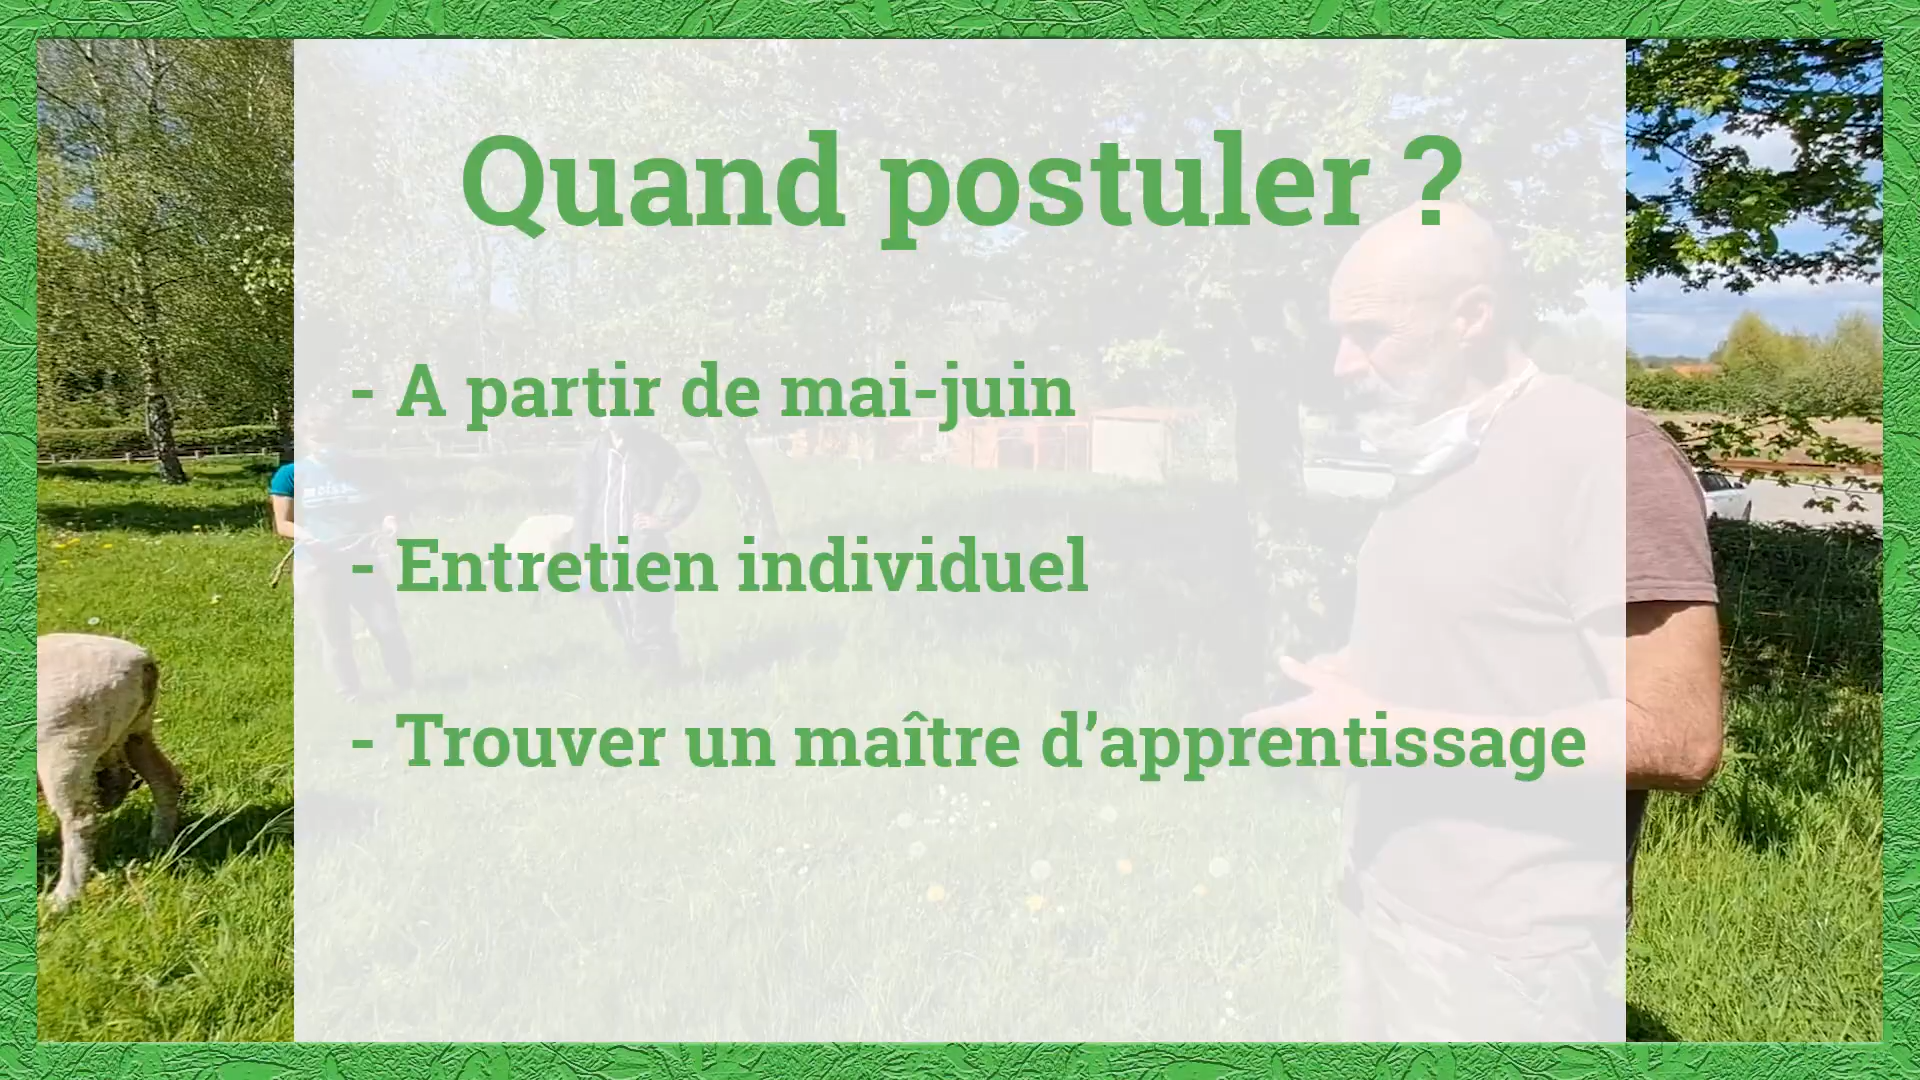 Quand postuler ?
- A partir de mai-juin
- Entretien individuel
- Trouver un maître d’apprentissage